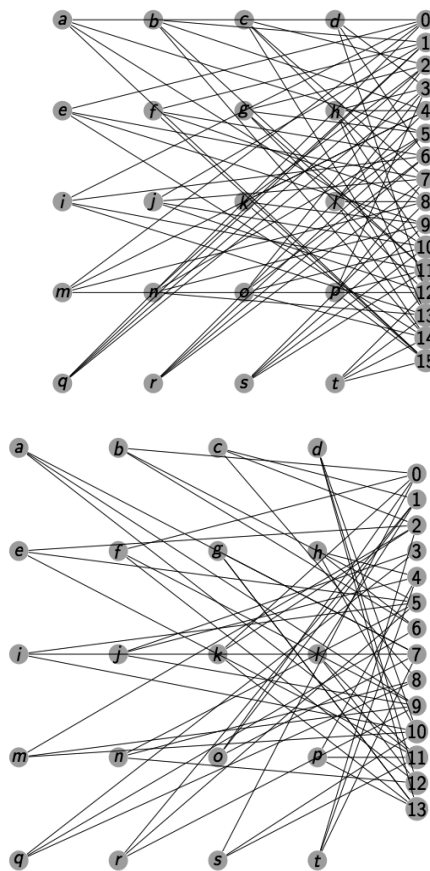 a b c d 0
1
2
3
e f g h 4
5
6
7
i j k l 8
9
10
11
m n o p 12
13
14
15
q r s t
a b c d
0
1
2
e f g h 3
4
5
6
i j k l 7
8
9
10
m n o p 11
12
13
q r s t